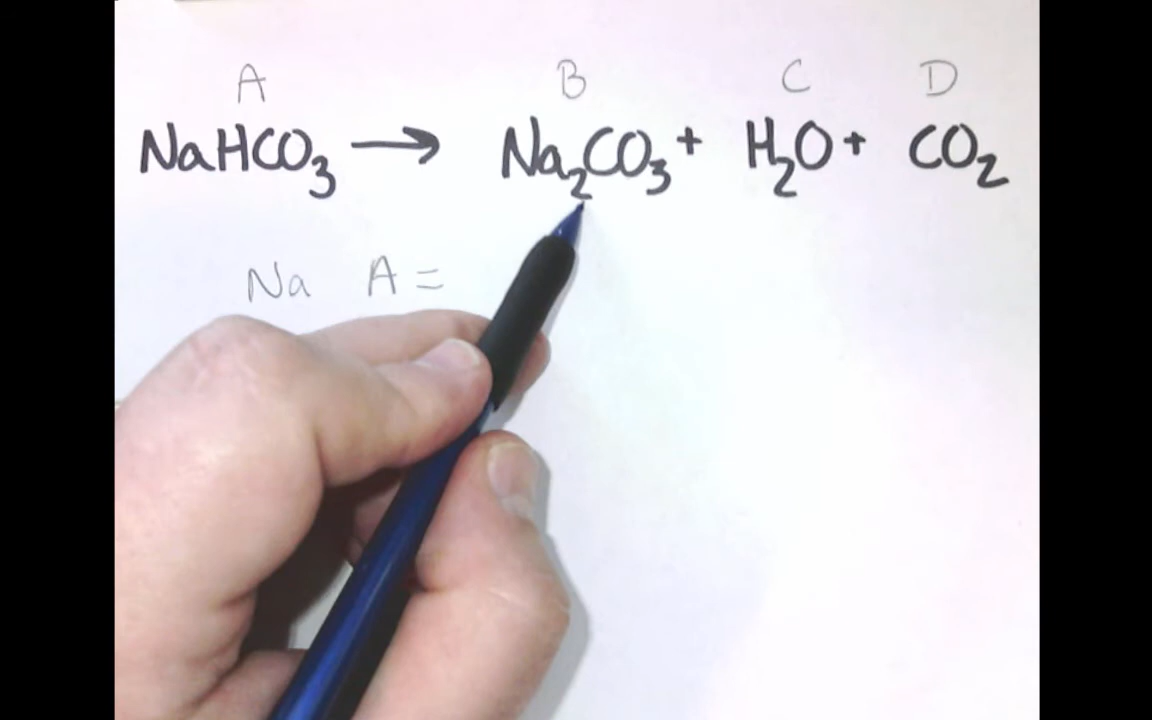 A B C D
NaHCO₃ → Na₂CO₃ + H₂O + CO₂
Na A =